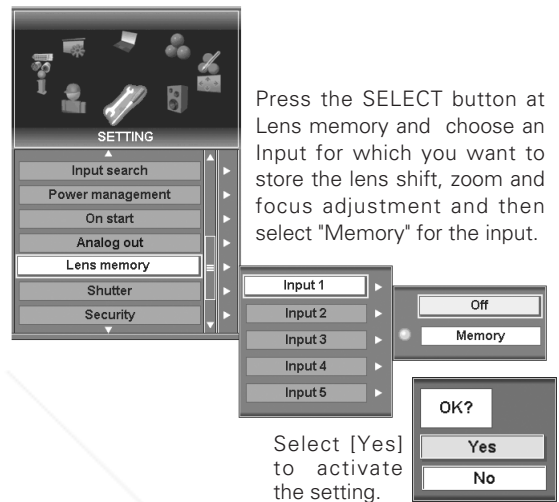 SETTING
Input search
Power management
On start
Analog out
Lens memory
Shutter
Security
Press the SELECT button at
Lens memory and choose an
Input for which you want to
store the lens shift, zoom and
focus adjustment and then
select "Memory" for the input.
Input 1
Input 2
Input 3
Input 4
Input 5
Off
Memory
OK?
Yes
No
Select [Yes]
to activate
the setting.